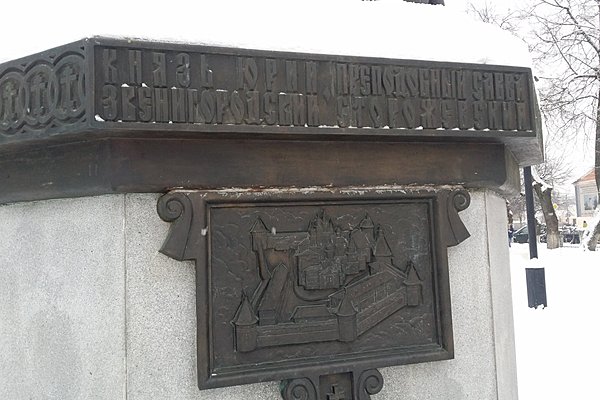 КНЯЗЬ ЮРИЙ
ЗВЕНИГОРОДСКИЙ
ПРЕПОДОБНЫЙ САВВА
СТОРОЖЕВСКИЙ